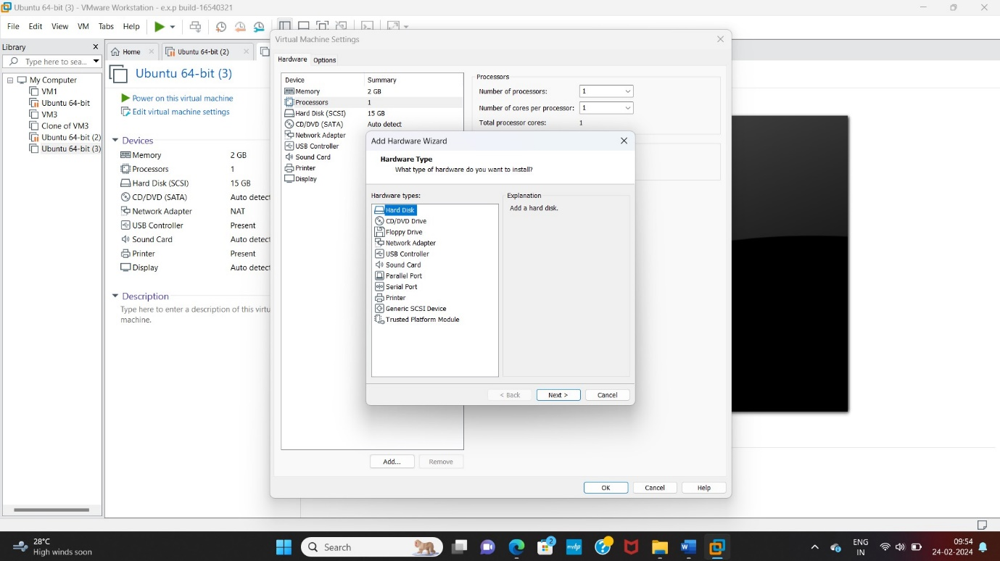 Ubuntu 64-bit (3) - VMware Workstation - e.x.p build-16540321
File Edit View VM Tabs Help
Library
Type here to sea...
My Computer
VM1
Ubuntu 64-bit
VM3
Clone of VM3
Ubuntu 64-bit (2)
Ubuntu 64-bit (3)
Home
Ubuntu 64-bit (2)
Ubuntu 64-bit (3)
Power on this virtual machine
Edit virtual machine settings
Devices
Memory 2 GB
Processors 1
Hard Disk (SCSI) 15 GB
CD/DVD (SATA) Auto detect
Network Adapter NAT
USB Controller Present
Sound Card Auto detect
Printer Present
Display Auto detect
Description
Type here to enter a description of this virtu
machine.
Virtual Machine Settings
Hardware Options
Device Summary
Memory 2 GB
Processors 1
Hard Disk (SCSI) 15 GB
CD/DVD (SATA) Auto detect
Network Adapter
USB Controller
Sound Card
Printer
Display
Processors
Number of processors: 1
Number of cores per processor: 1
Total processor cores: 1
Add Hardware Wizard
Hardware Type
What type of hardware do you want to install?
Hardware types:
Hard Disk
CD/DVD Drive
Floppy Drive
Network Adapter
USB Controller
Sound Card
Parallel Port
Serial Port
Printer
Generic SCSI Device
Trusted Platform Module
Explanation
Add a hard disk.
< Back Next > Cancel
Add... Remove
OK Cancel Help
28°C
High winds soon
Search
2
myhp
W
ENG
IN
09:54
24-02-2024